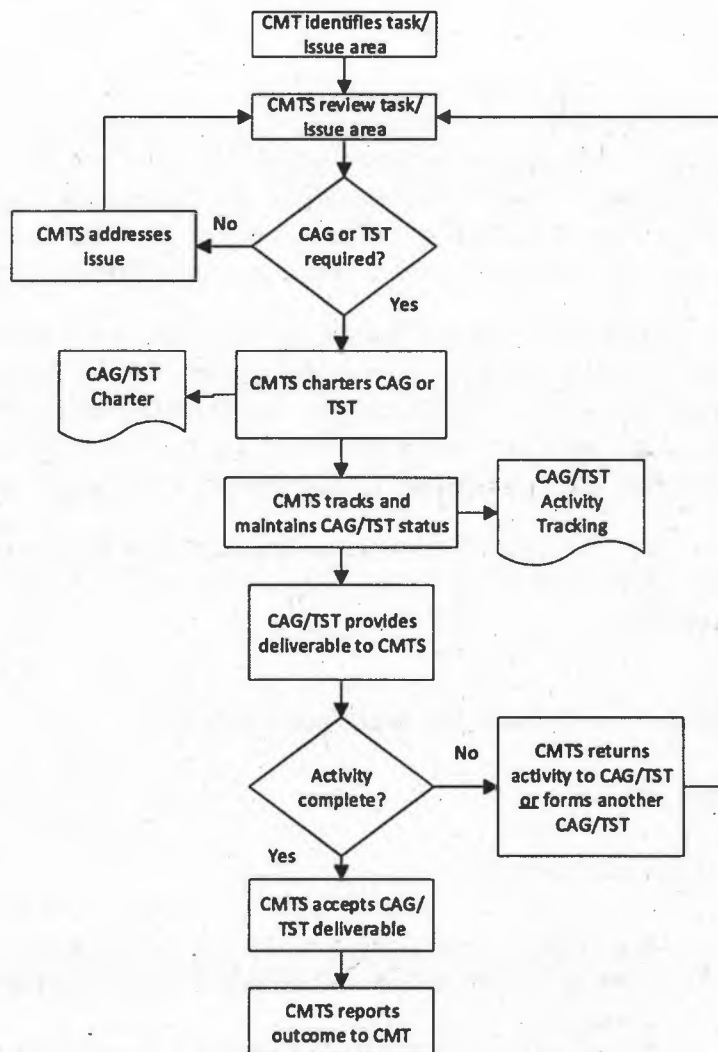 CMT identifies task/
issue area
CMTS review task/
issue area
No
CMTS addresses
issue
CAG or TST
required?
Yes
CAG/TST
Charter
CMTS charters CAG or
TST
CMTS tracks and
maintains CAG/TST status
CAG/TST
Activity
Tracking
CAG/TST provides
deliverable to CMTS
Activity
complete?
No
CMTS returns
activity to CAG/TST
or forms another
CAG/TST
Yes
CMTS accepts CAG/
TST deliverable
CMTS reports
outcome to CMT